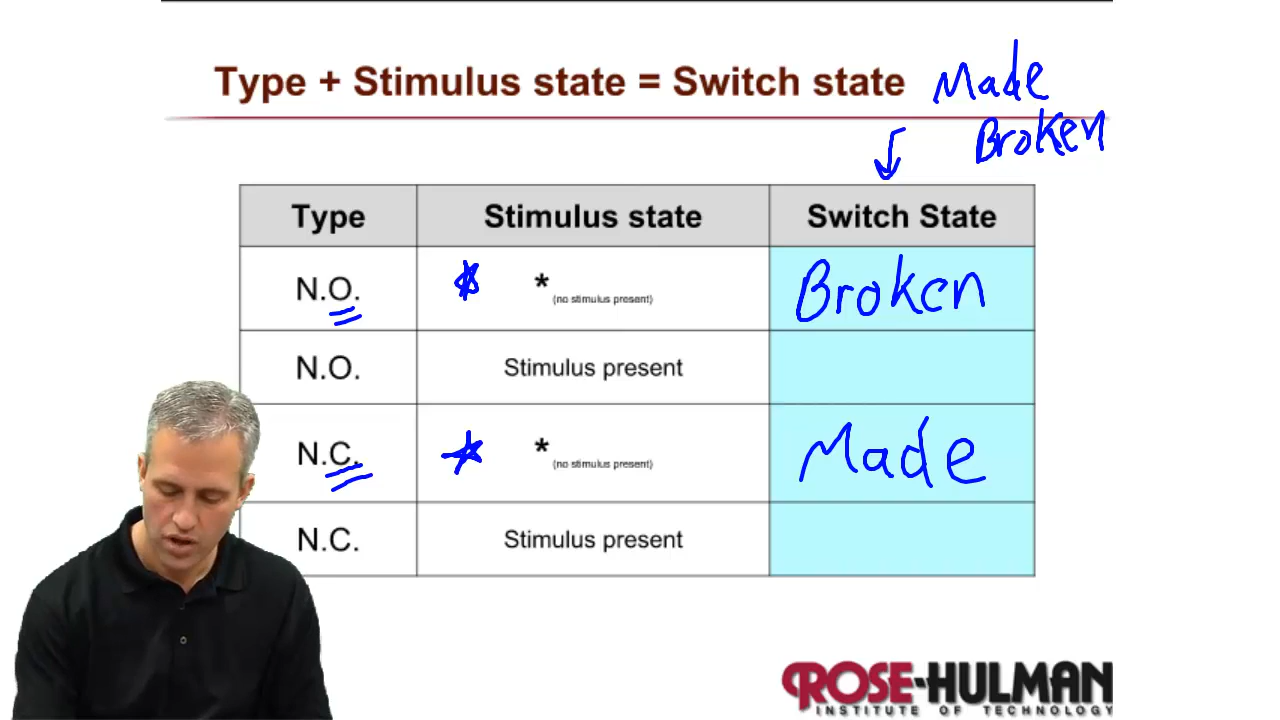 Type + Stimulus state = Switch state Made
Broken
Type Stimulus state Switch State
N.O. * (no stimulus present) Broken
N.O. Stimulus present
N.C. * (no stimulus present) Made
N.C. Stimulus present
ROSE-HULMAN
INSTITUTE OF TECHNOLOGY